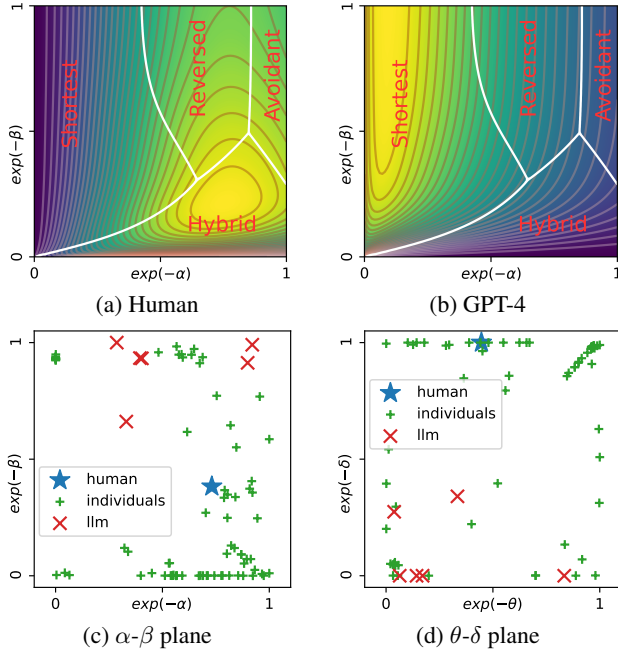 1
exp(−β)
0
Shortest
Reversed
Avoidant
Hybrid
0
exp(−α)
1
(a) Human
1
exp(−β)
0
Shortest
Reversed
Avoidant
Hybrid
0
exp(−α)
1
(b) GPT-4
1
exp(−β)
0
human
individuals
llm
0
exp(−α)
1
(c) α-β plane
1
exp(−δ)
0
human
individuals
llm
0
exp(−θ)
1
(d) θ-δ plane